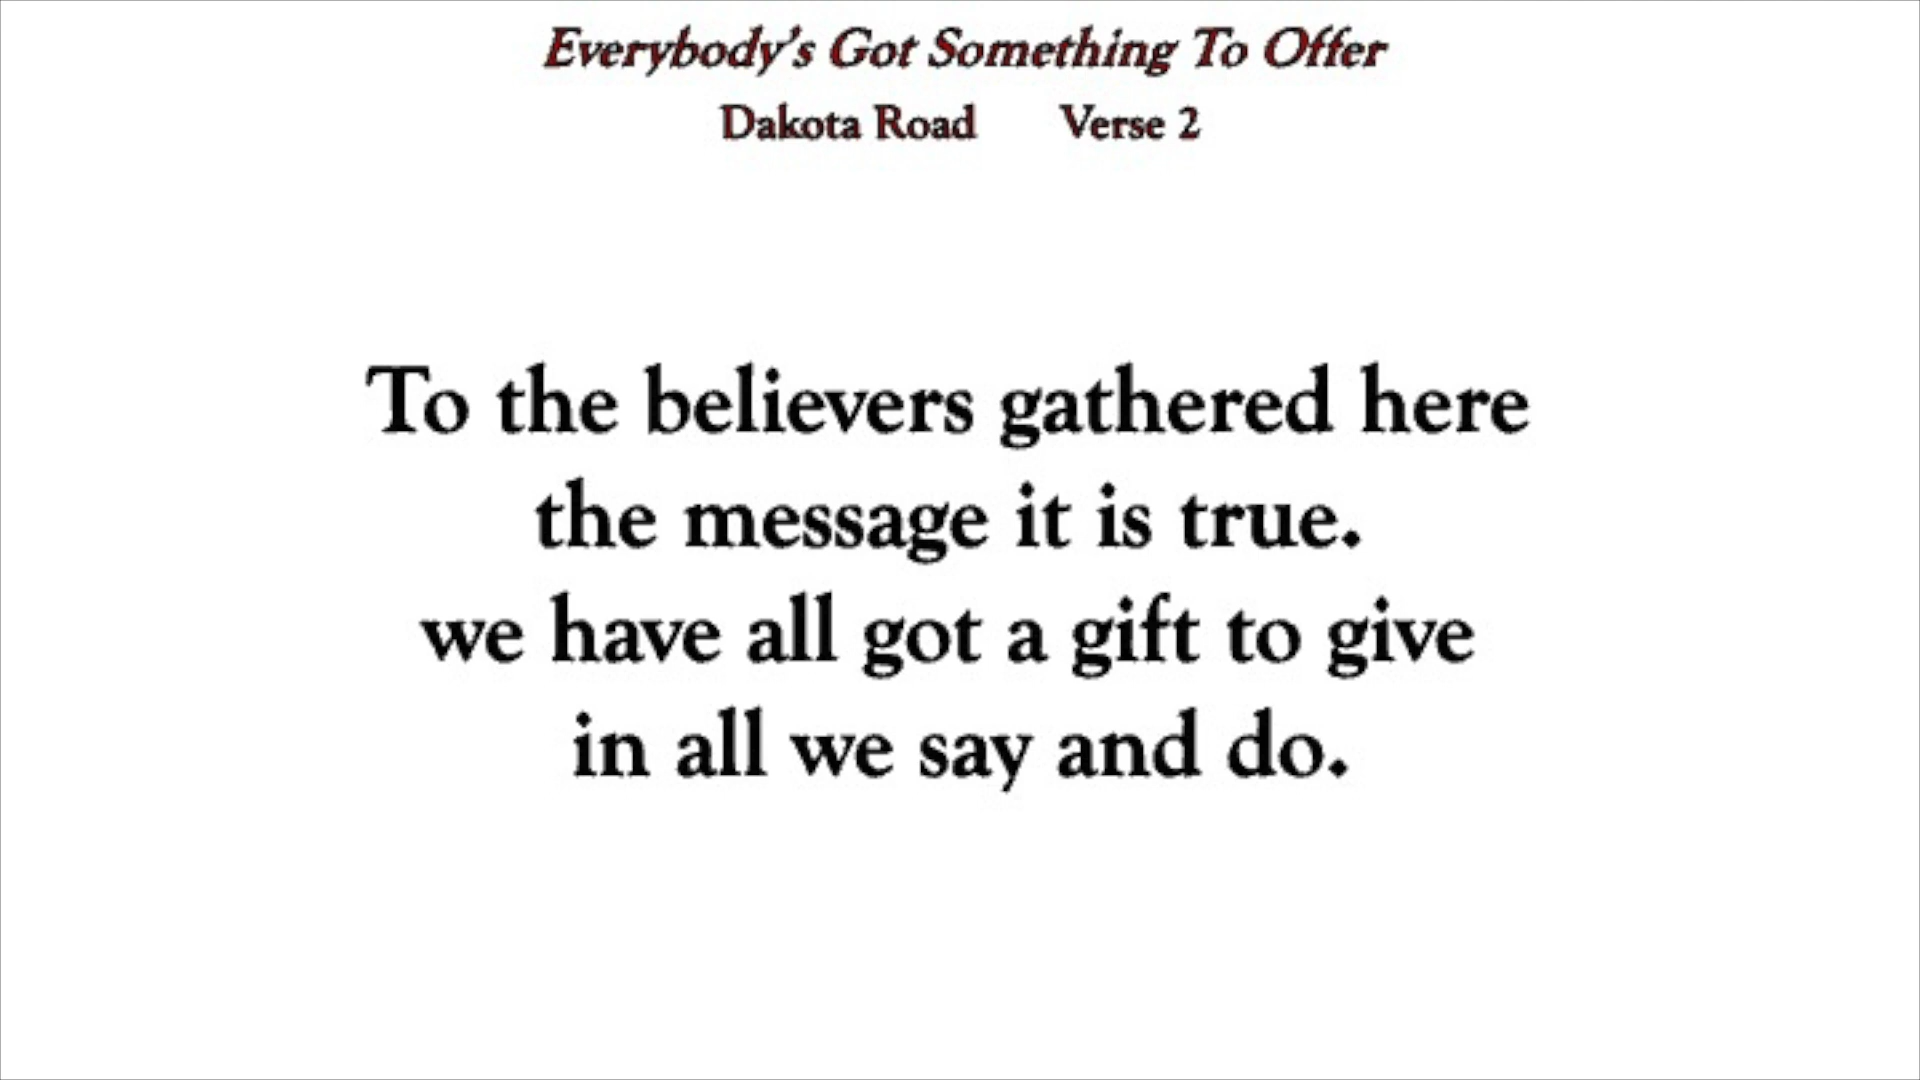 Everybody's Got Something To Offer
Dakota Road Verse 2
To the believers gathered here
the message it is true.
we have all got a gift to give
in all we say and do.